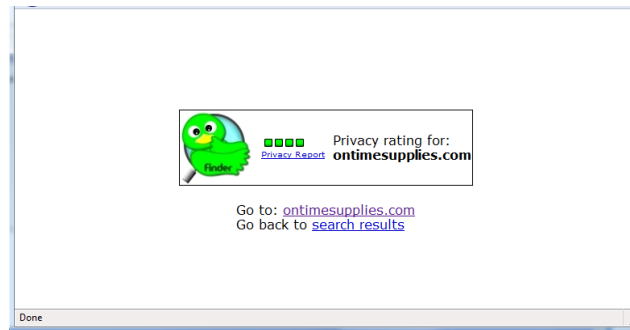 Privacy rating for:
Privacy Report ontimesupplies.com
Finder
Go to: ontimesupplies.com
Go back to search results
Done